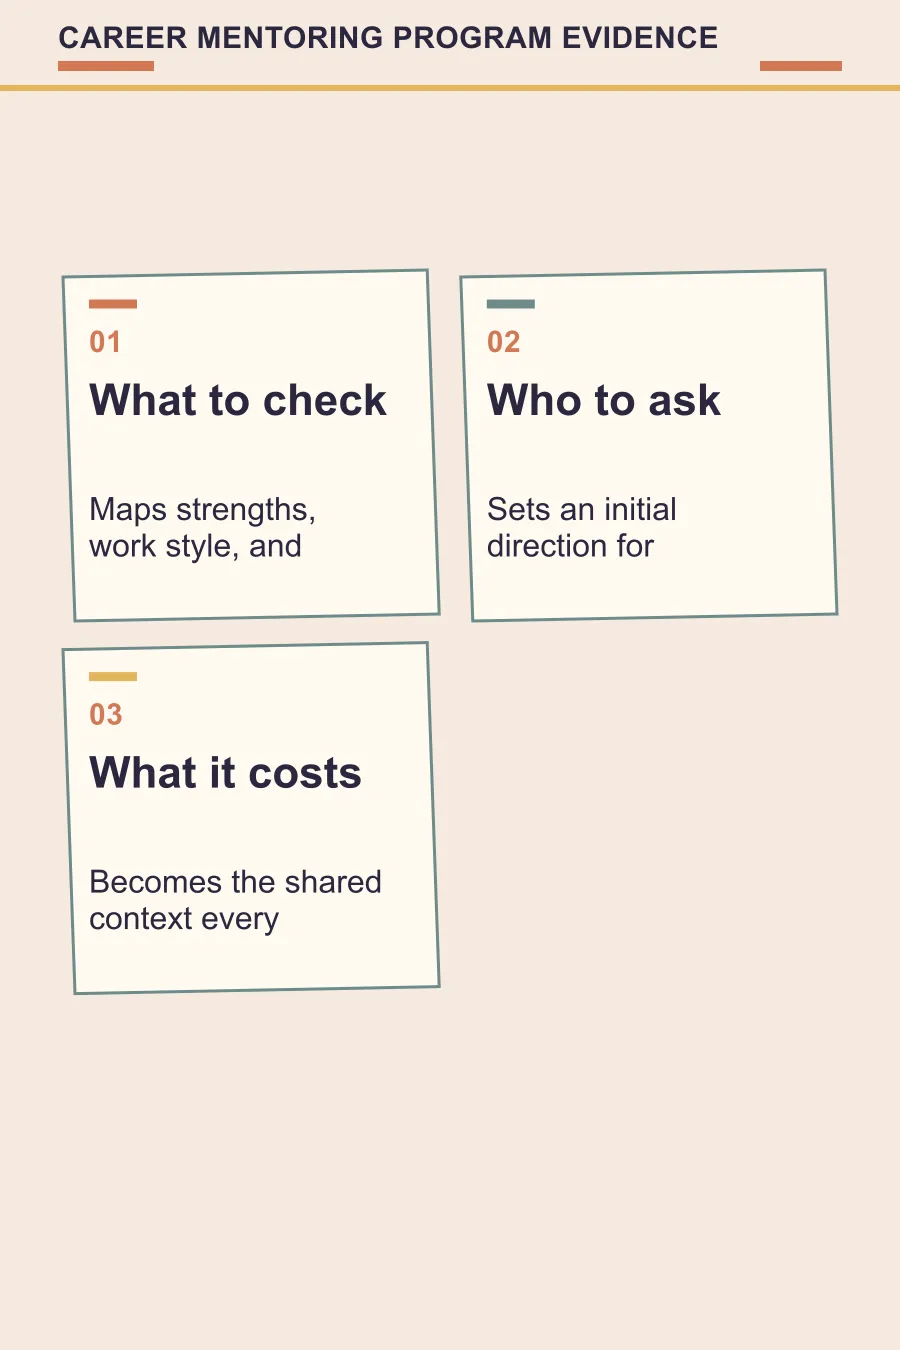 CAREER MENTORING PROGRAM EVIDENCE
01
What to check
Maps strengths,
work style, and
02
Who to ask
Sets an initial
direction for
03
What it costs
Becomes the shared
context every